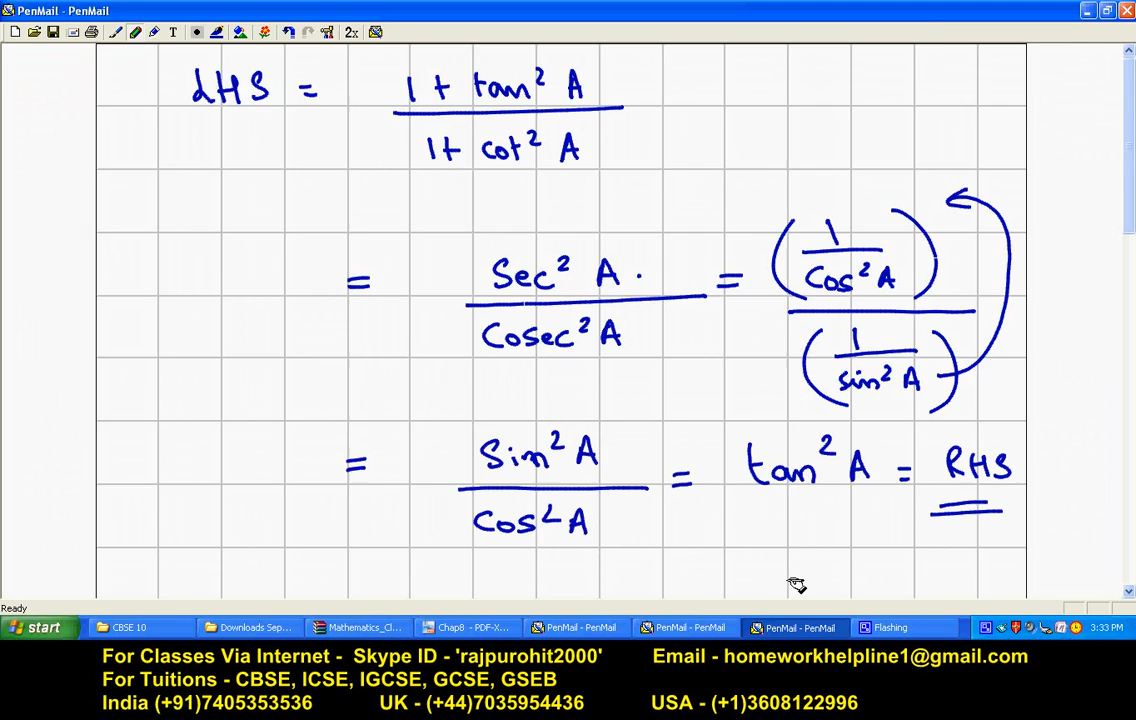 PenMail - PenMail
T 2x
LHS = 1 + tan² A
1 + cot² A
= Sec² A . = (1
Cosec² A Cos² A)
(1
sin² A)
= Sin² A = tan² A = RHS
Cos² A
Ready
start CBSE 10 Downloads Sep... Mathematics_Cl... Chap8 - PDF-X... PenMail - PenMail PenMail - PenMail PenMail - PenMail Flashing 3:33 PM
For Classes Via Internet - Skype ID - 'rajpurohit2000' Email - homeworkhelpline1@gmail.com
For Tuitions - CBSE, ICSE, IGCSE, GCSE, GSEB
India (+91)7405353536 UK - (+44)7035954436 USA - (+1)3608122996